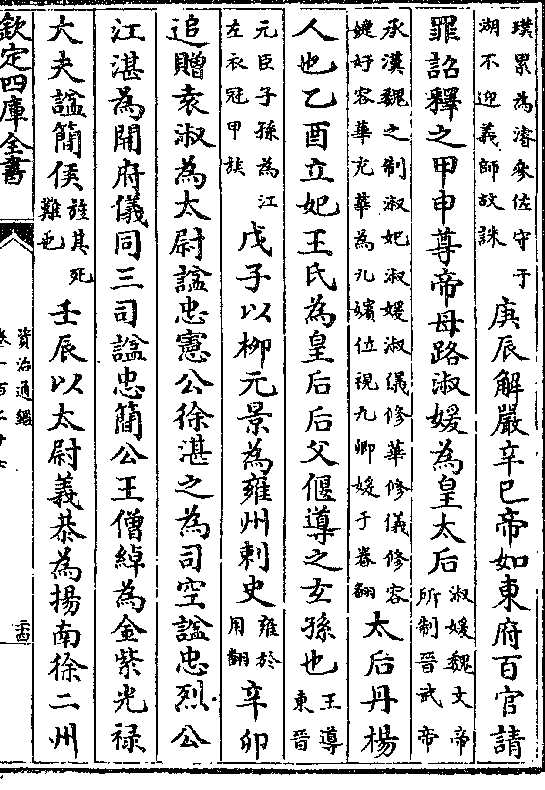 璞累為濬參佐守于湖不迎義師故誅庚辰解嚴辛巳帝如東府百官請
罪詔釋之甲申尊帝母路淑媛為皇太后淑媛魏文帝所制晉武帝
承漢魏之制淑妃淑媛淑儀修華修儀修容婕妤容華充華為九嬪位視九卿媛于眷翻太后丹楊
人也乙酉立妃王氏為皇后后父偃導之玄孫也王導東晉
元臣子孫為江左衣冠甲族戊子以柳元景為雍州刺史雍於用翻辛卯
追贈袁淑為太尉諡忠憲公徐湛之為司空諡忠烈公
江湛為開府儀同三司諡忠簡公王僧綽為金紫光祿
大夫諡簡侯旌其死難也壬辰以太尉義恭為揚南徐二州
欽定四庫全書
資治通鑑